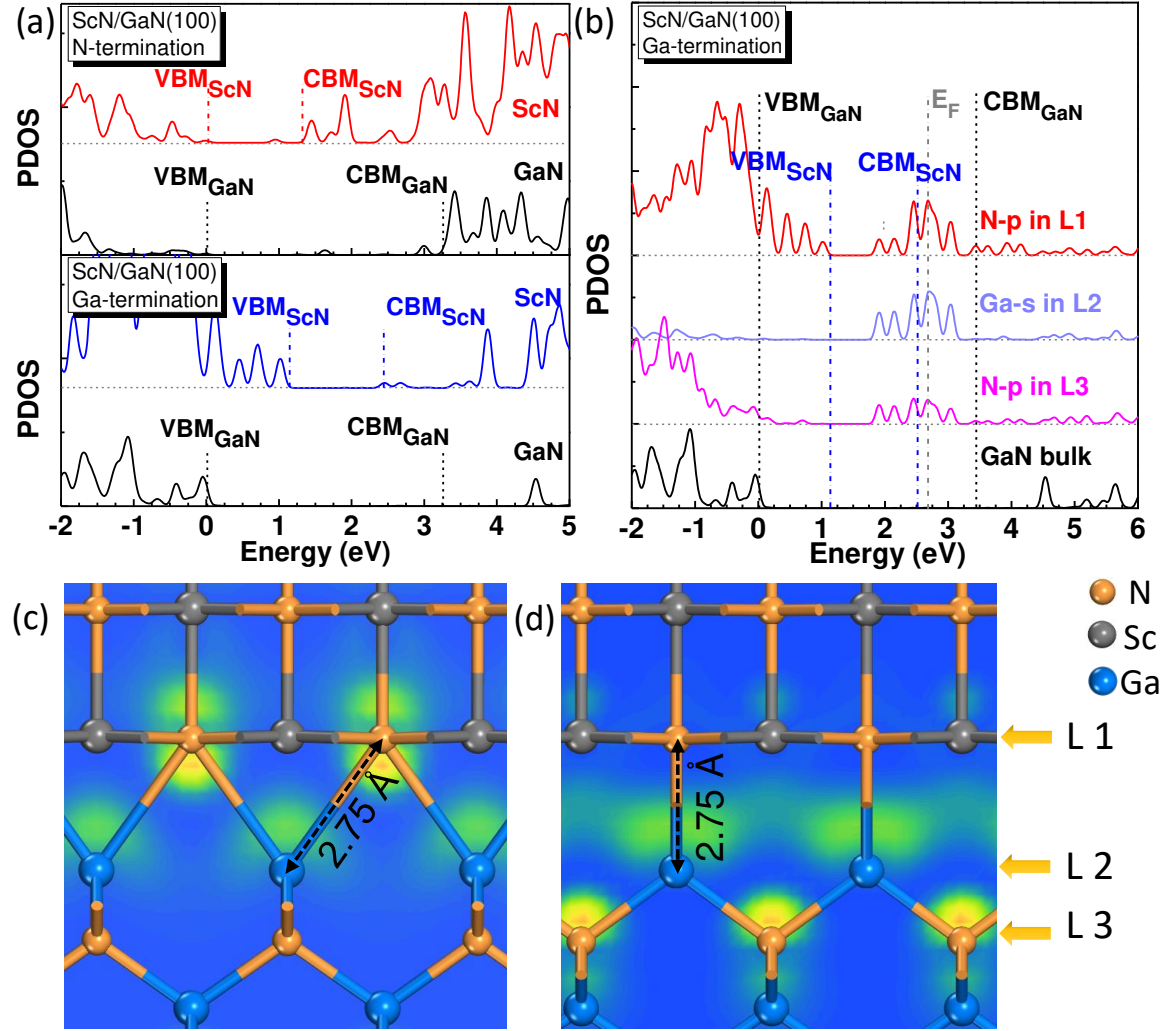 (a)
ScN/GaN(100)
N-termination
VBM_ScN
CBM_ScN
ScN
VBM_GaN
CBM_GaN
GaN
PDOS
ScN/GaN(100)
Ga-termination
VBM_ScN
CBM_ScN
ScN
VBM_GaN
CBM_GaN
GaN
PDOS
-2 -1 0 1 2 3 4 5
Energy (eV)
(b)
ScN/GaN(100)
Ga-termination
VBM_GaN
E_F
CBM_GaN
VBM_ScN
CBM_ScN
N-p in L1
Ga-s in L2
N-p in L3
GaN bulk
PDOS
-2 -1 0 1 2 3 4 5 6
Energy (eV)
(c)
2.75 Å
(d)
2.75 Å
N
Sc
Ga
L 1
L 2
L 3